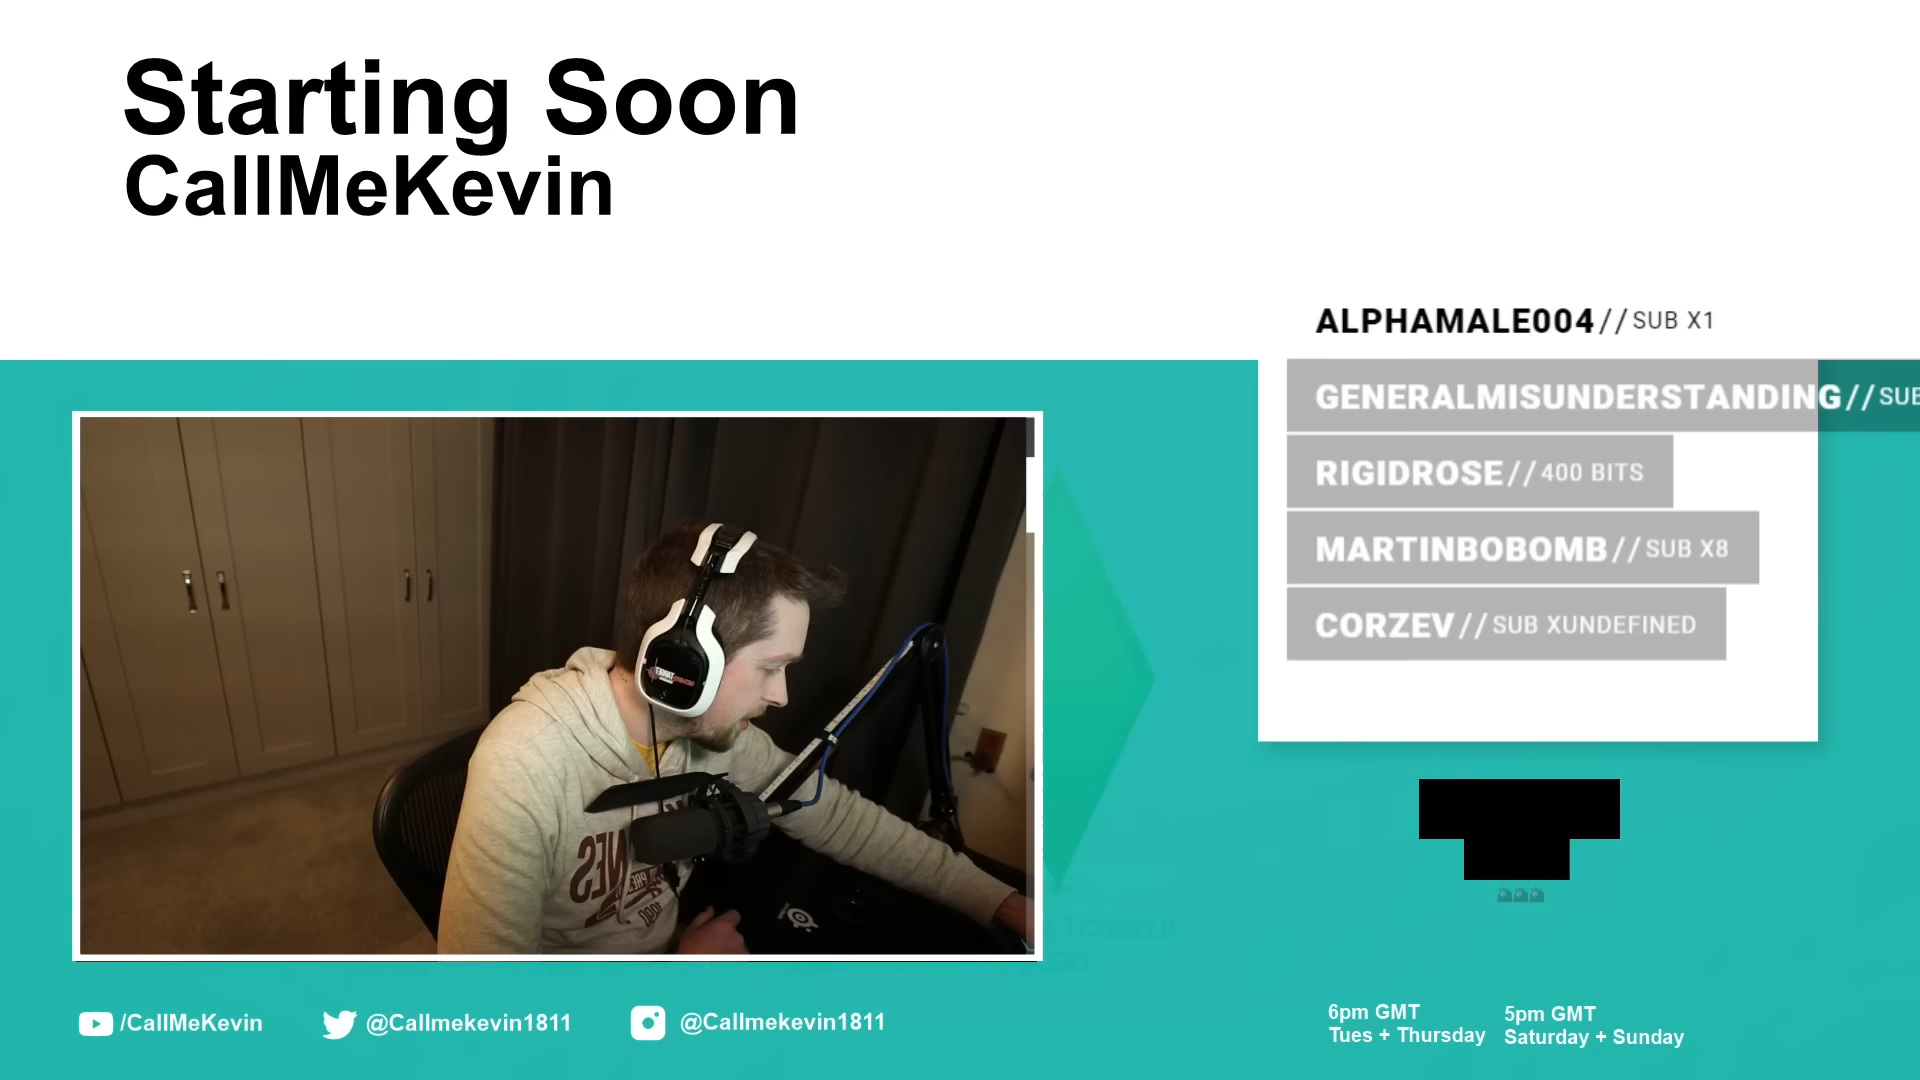 Starting Soon
CallMeKevin
ALPHAMALE004 // SUB X1
GENERALMISUNDERSTANDING // SUB
RIGIDROSE // 400 BITS
MARTINBOBOMB // SUB X8
CORZEV // SUB XUNDEFINED
/CallMeKevin
@Callmekevin1811
@Callmekevin1811
6pm GMT
Tues + Thursday
5pm GMT
Saturday + Sunday